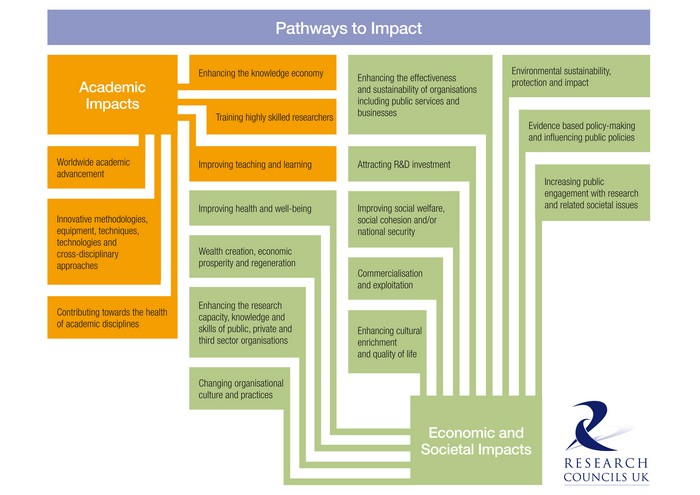 Pathways to Impact
Academic
Impacts
Worldwide academic
advancement
Innovative methodologies,
equipment, techniques,
technologies and
cross-disciplinary
approaches
Contributing towards the health
of academic disciplines
Enhancing the knowledge economy
Training highly skilled researchers
Improving teaching and learning
Improving health and well-being
Wealth creation, economic
prosperity and regeneration
Enhancing the research
capacity, knowledge and
skills of public, private and
third sector organisations
Changing organisational
culture and practices
Enhancing the effectiveness
and sustainability of organisations
including public services and
businesses
Attracting R&D investment
Improving social welfare,
social cohesion and/or
national security
Commercialisation
and exploitation
Enhancing cultural
enrichment
and quality of life
Environmental sustainability,
protection and impact
Evidence based policy-making
and influencing public policies
Increasing public
engagement with research
and related societal issues
Economic and
Societal Impacts
RESEARCH
COUNCILS UK